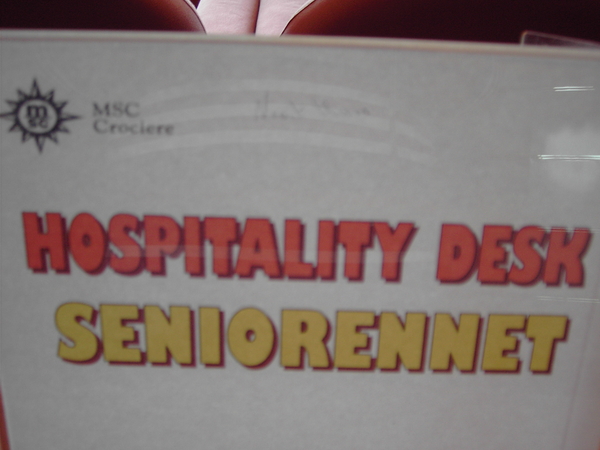 MSC
Crociere
HOSPITALITY DESK
SENIORENNET